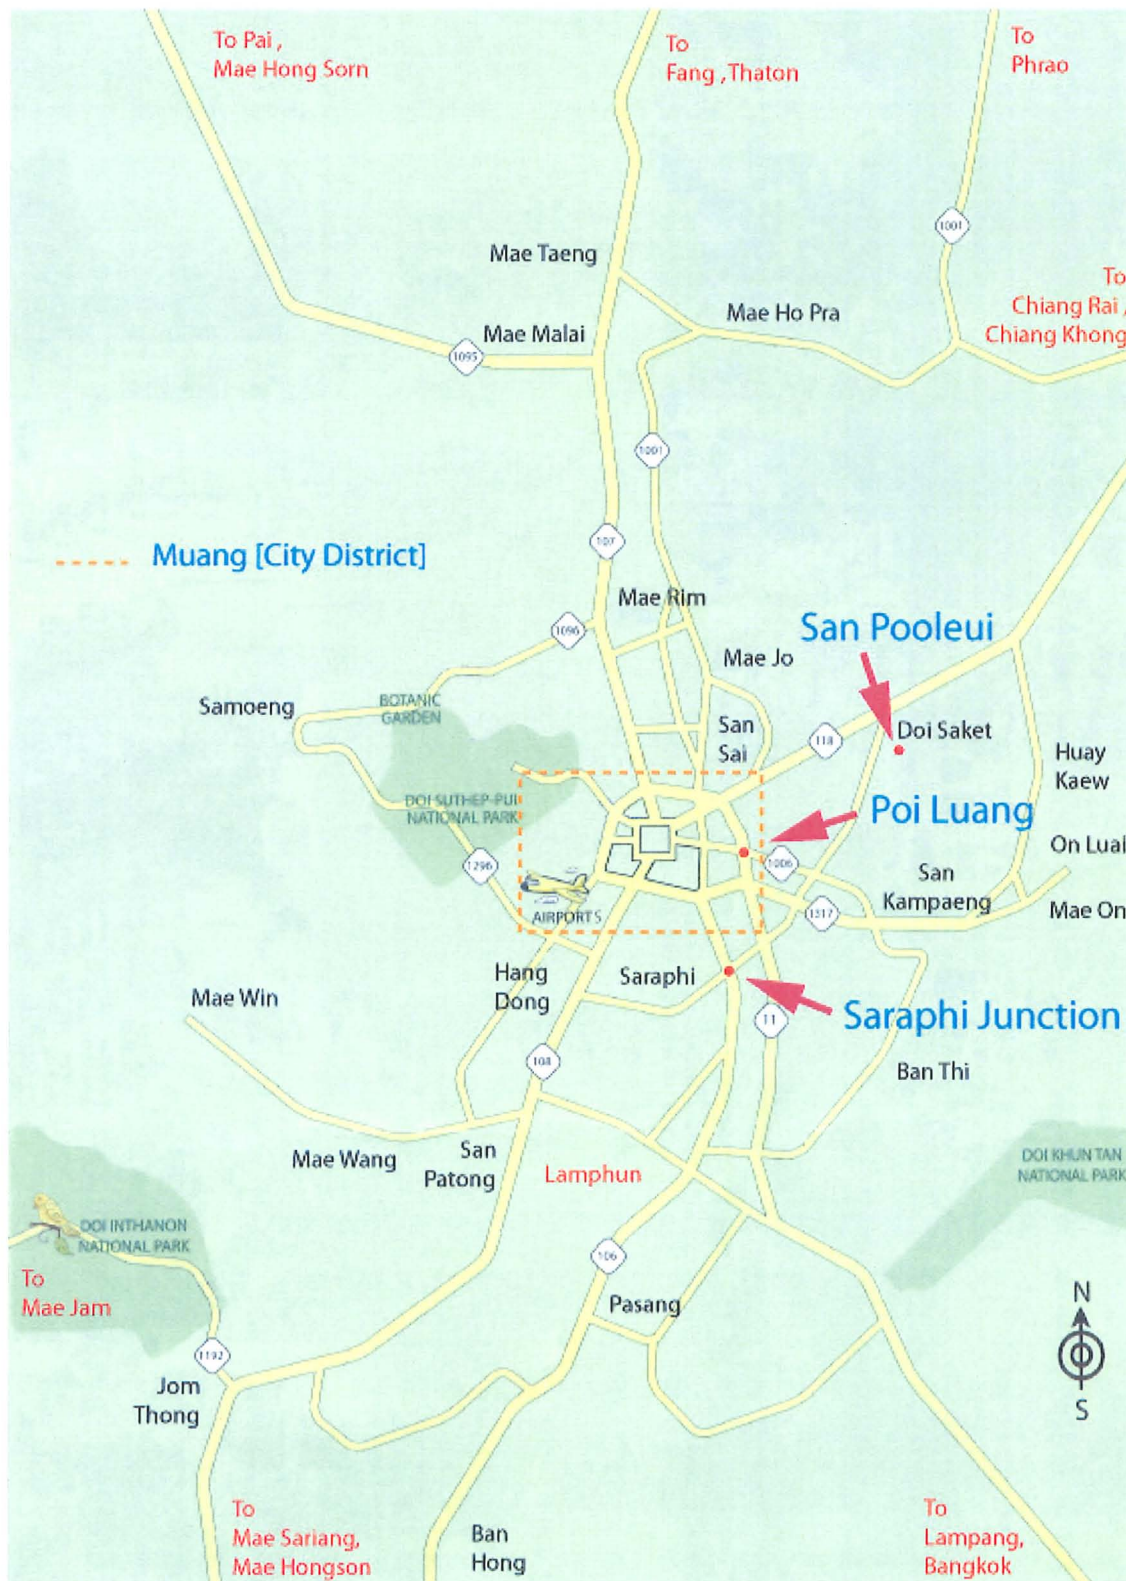 To Pai ,
Mae Hong Sorn
To
Fang ,Thaton
To
Phrao
1001
Mae Taeng
To
Chiang Rai ,
Chiang Khong
Mae Ho Pra
Mae Malai
1095
1001
107
Muang [City District]
Mae Rim
1096
San Pooleui
Mae Jo
Samoeng
BOTANIC
GARDEN
San
Sai
118
Doi Saket
Huay
Kaew
DOI SUTHEP-PUI
NATIONAL PARK
Poi Luang
On Luai
1296
1006
San
Kampaeng
AIRPORTS
1317
Mae On
Hang
Dong
Saraphi
Mae Win
Saraphi Junction
11
108
Ban Thi
Mae Wang
San
Patong
Lamphun
DOI KHUN TAN
NATIONAL PARK
DOI INTHANON
NATIONAL PARK
106
To
Mae Jam
Pasang
N
S
1192
Jom
Thong
To
Mae Sariang,
Mae Hongson
Ban
Hong
To
Lampang,
Bangkok